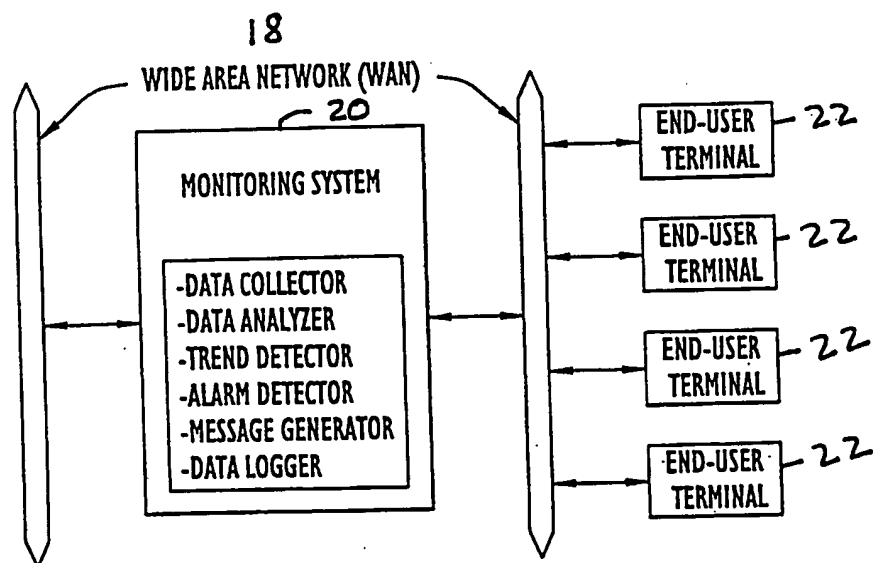 18
WIDE AREA NETWORK (WAN)
20
MONITORING SYSTEM
-DATA COLLECTOR
-DATA ANALYZER
-TREND DETECTOR
-ALARM DETECTOR
-MESSAGE GENERATOR
-DATA LOGGER
END-USER
TERMINAL
22
END-USER
TERMINAL
22
END-USER
TERMINAL
22
END-USER
TERMINAL
22